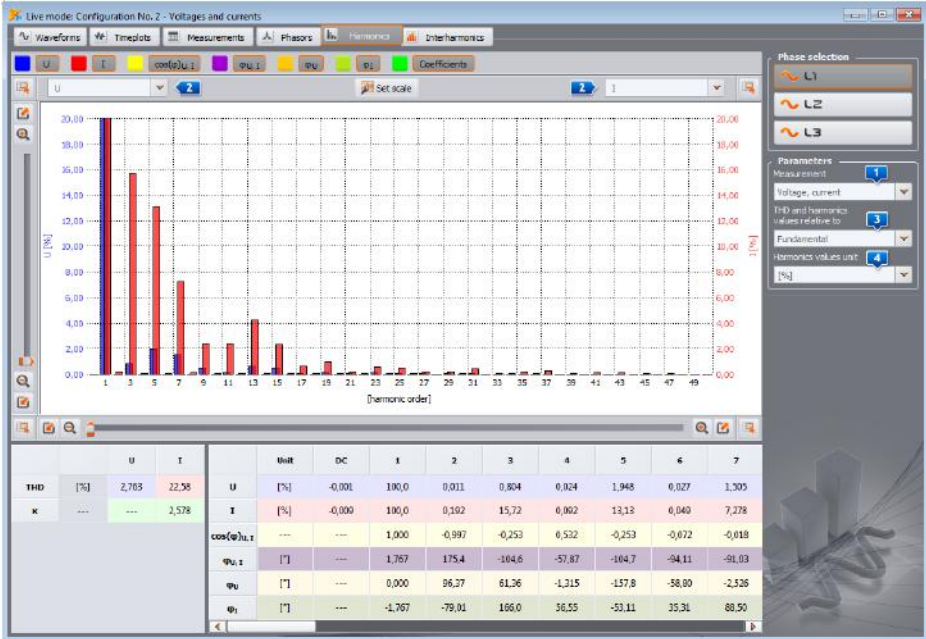 Live mode: Configuration No. 2 - Voltages and currents
Waveforms Timeplots Measurements Phasors Harmonics Interharmonics
U I cos(φ)U, I φU, I φU φI Coefficients
U 2 Set scale 2 I
20,00 20,00
18,00 18,00
16,00 16,00
14,00 14,00
12,00 12,00
U [%] 10,00 10,00 I [%]
8,00 8,00
6,00 6,00
4,00 4,00
2,00 2,00
0,00 0,00
1 3 5 7 9 11 13 15 17 19 21 23 25 27 29 31 33 35 37 39 41 43 45 47 49
[harmonic order]
Phase selection
L1
L2
L3
Parameters
Measurement 1
Voltage, current
THD and harmonics
values relative to 3
Fundamental
Harmonics values unit 4
[%]
U I
THD [%] 2,763 22,58
K --- --- 2,578
Unit DC 1 2 3 4 5 6 7
U [%] -0,001 100,0 0,011 0,804 0,024 1,948 0,027 1,505
I [%] -0,009 100,0 0,192 15,72 0,092 13,13 0,049 7,278
cos(φ)U, I --- --- 1,000 -0,997 -0,253 0,532 -0,253 -0,072 -0,018
φU, I [°] --- 1,767 175,4 -104,6 -57,87 -104,7 -94,11 -91,03
φU [°] --- 0,000 96,37 61,36 -1,315 -157,8 -58,80 -2,526
φI [°] --- -1,767 -79,01 166,0 56,55 -53,11 35,31 88,50